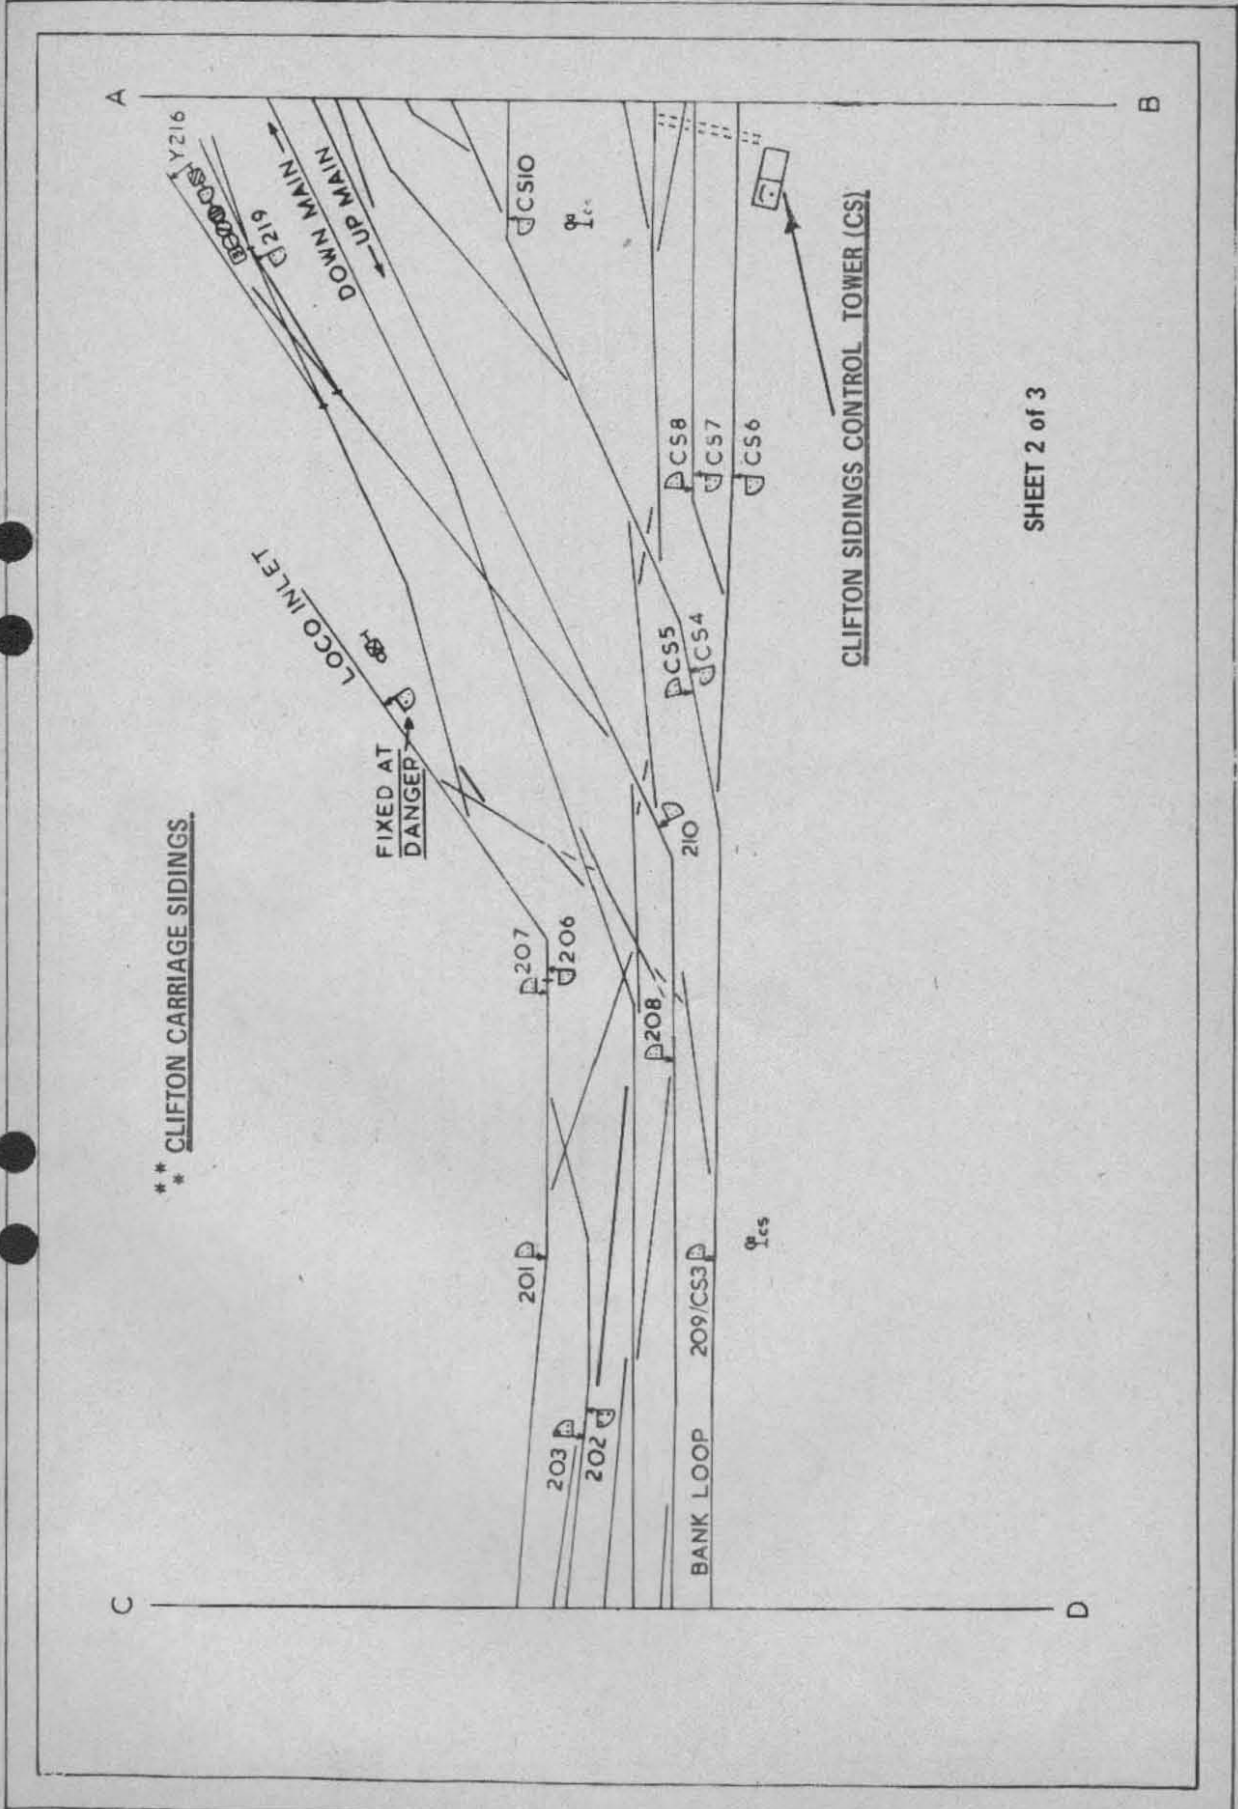 ** CLIFTON CARRIAGE SIDINGS
*
C
A
D
B
Y216
219
DOWN MAIN →
← UP MAIN
LOCO INLET
FIXED AT
DANGER
CS10
207
206
201
203
202
208
210
209/CS3
BANK LOOP
cs
CS5
CS4
CS8
CS7
CS6
CLIFTON SIDINGS CONTROL TOWER (CS)
SHEET 2 of 3